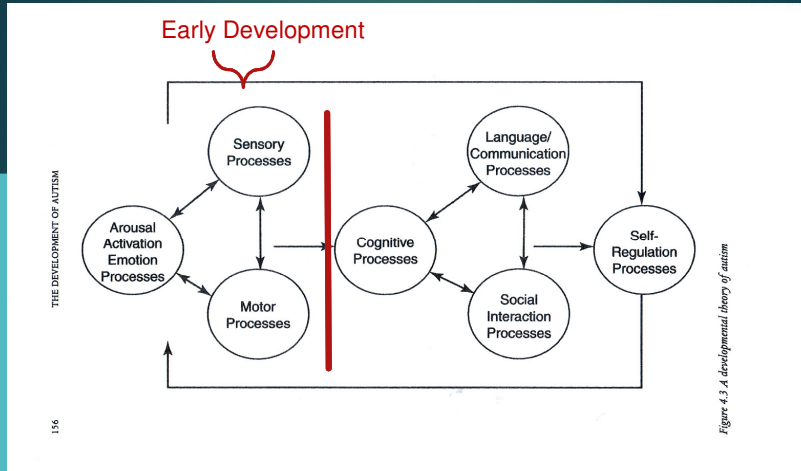 Early Development
THE DEVELOPMENT OF AUTISM
156
Arousal
Activation
Emotion
Processes
Sensory
Processes
Motor
Processes
Cognitive
Processes
Language/
Communication
Processes
Social
Interaction
Processes
Self-
Regulation
Processes
Figure 4.3 A developmental theory of autism